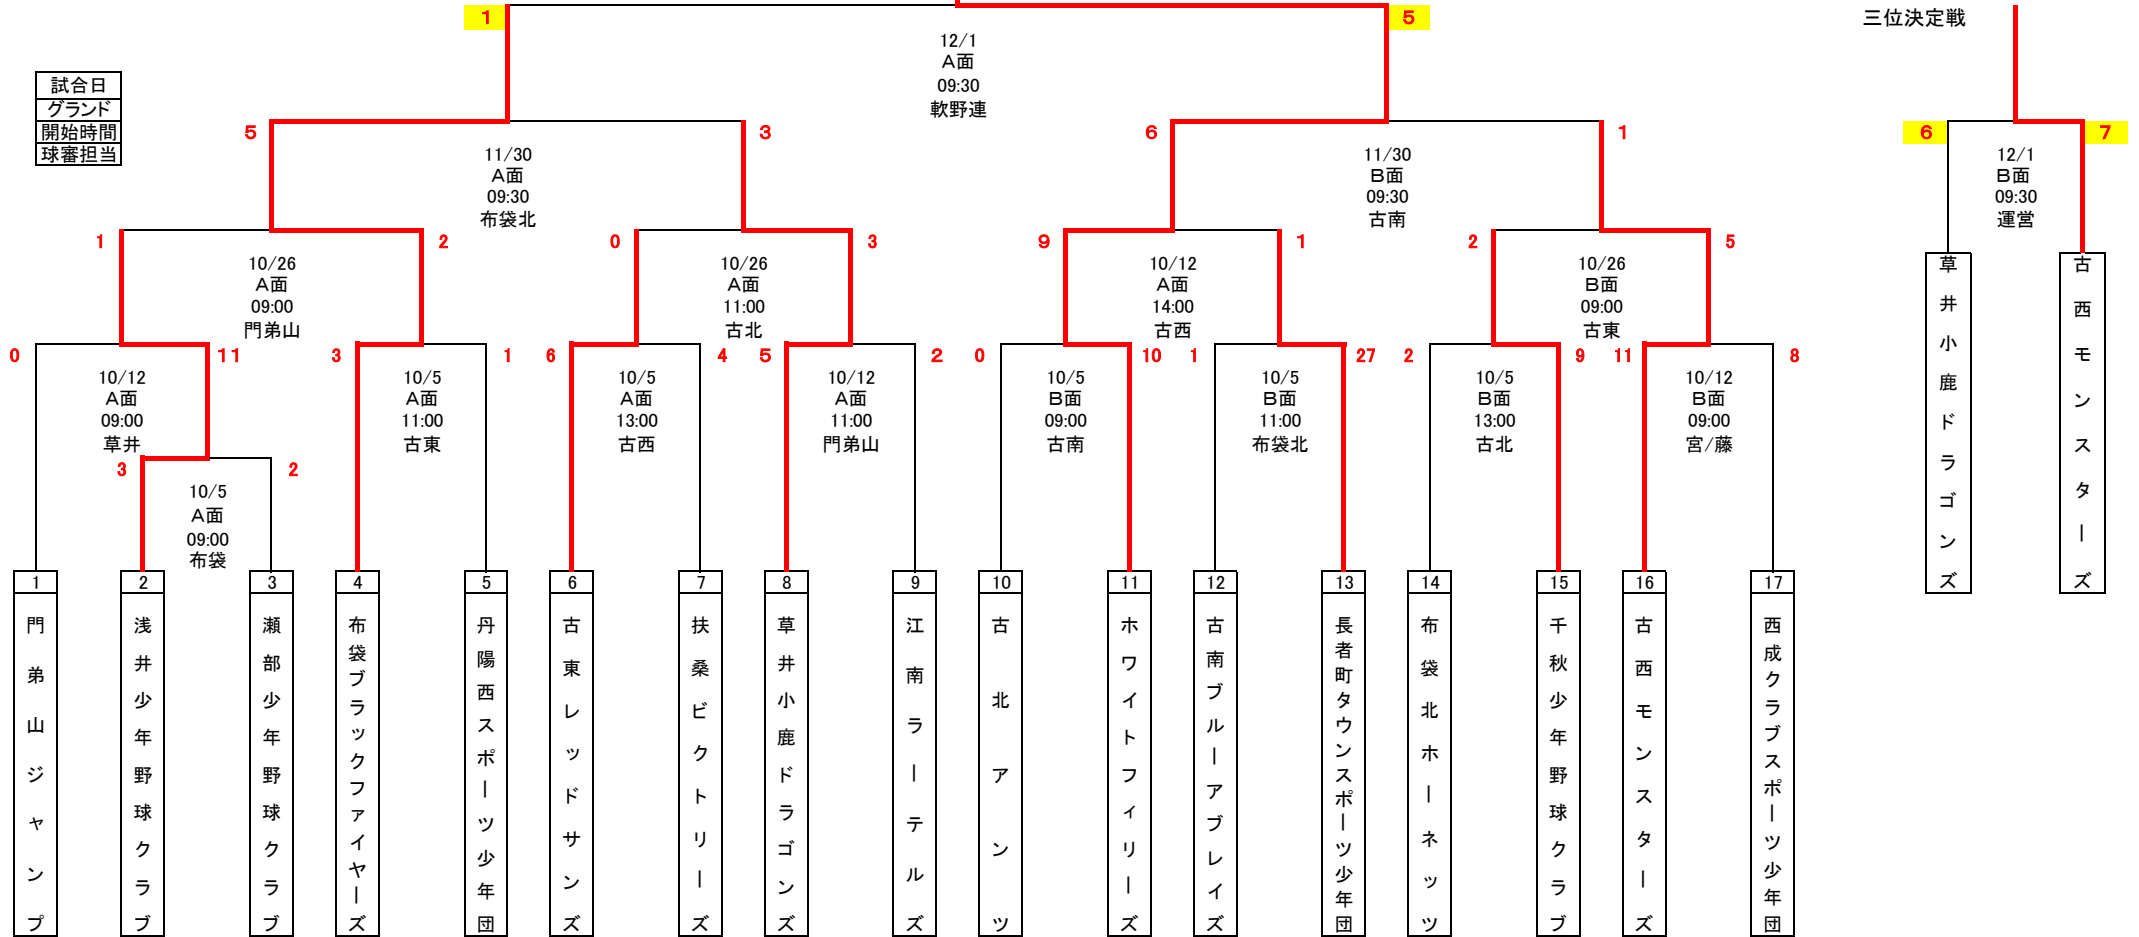 1
5
三位決定戦
12/1
A面
09:30
軟野連
試合日
グランド
開始時間
球審担当
5
3
6
1
6
7
11/30
A面
09:30
布袋北
11/30
B面
09:30
古南
12/1
B面
09:30
運営
1
2
0
3
9
1
2
5
10/26
A面
09:00
門弟山
10/26
A面
11:00
古北
10/12
A面
14:00
古西
10/26
B面
09:00
古東
0
11
3
1
6
4
5
2
0
10
1
27
2
9
11
8
10/12
A面
09:00
草井
10/5
A面
11:00
古東
10/5
A面
13:00
古西
10/12
A面
11:00
門弟山
10/5
B面
09:00
古南
10/5
B面
11:00
布袋北
10/5
B面
13:00
古北
10/12
B面
09:00
宮/藤
3
2
10/5
A面
09:00
布袋
草井小鹿ドラゴンズ
古西モンスターズ
1
門弟山ジャンプ
2
浅井少年野球クラブ
3
瀬部少年野球クラブ
4
布袋ブラックファイヤーズ
5
丹陽西スポーツ少年団
6
古東レッドサンズ
7
扶桑ビクトリーズ
8
草井小鹿ドラゴンズ
9
江南ラーテルズ
10
古北アンツ
11
ホワイトフィリーズ
12
古南ブルーアブレイズ
13
長者町タウンスポーツ少年団
14
布袋北ホーネッツ
15
千秋少年野球クラブ
16
古西モンスターズ
17
西成クラブスポーツ少年団